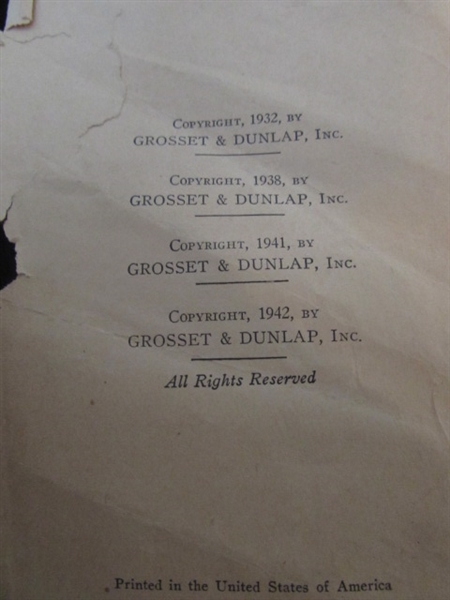 Copyright, 1932, by
GROSSET & DUNLAP, Inc.
Copyright, 1938, by
GROSSET & DUNLAP, Inc.
Copyright, 1941, by
GROSSET & DUNLAP, Inc.
Copyright, 1942, by
GROSSET & DUNLAP, Inc.
All Rights Reserved
Printed in the United States of America